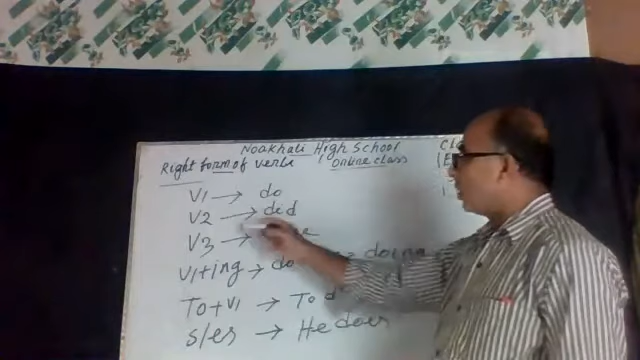 Noakhali High School
Right form of verbs
Online class
V1 → do
V2 → did
V3 →
V1+ing → do doing
To+V1 → To d
s/es → He does